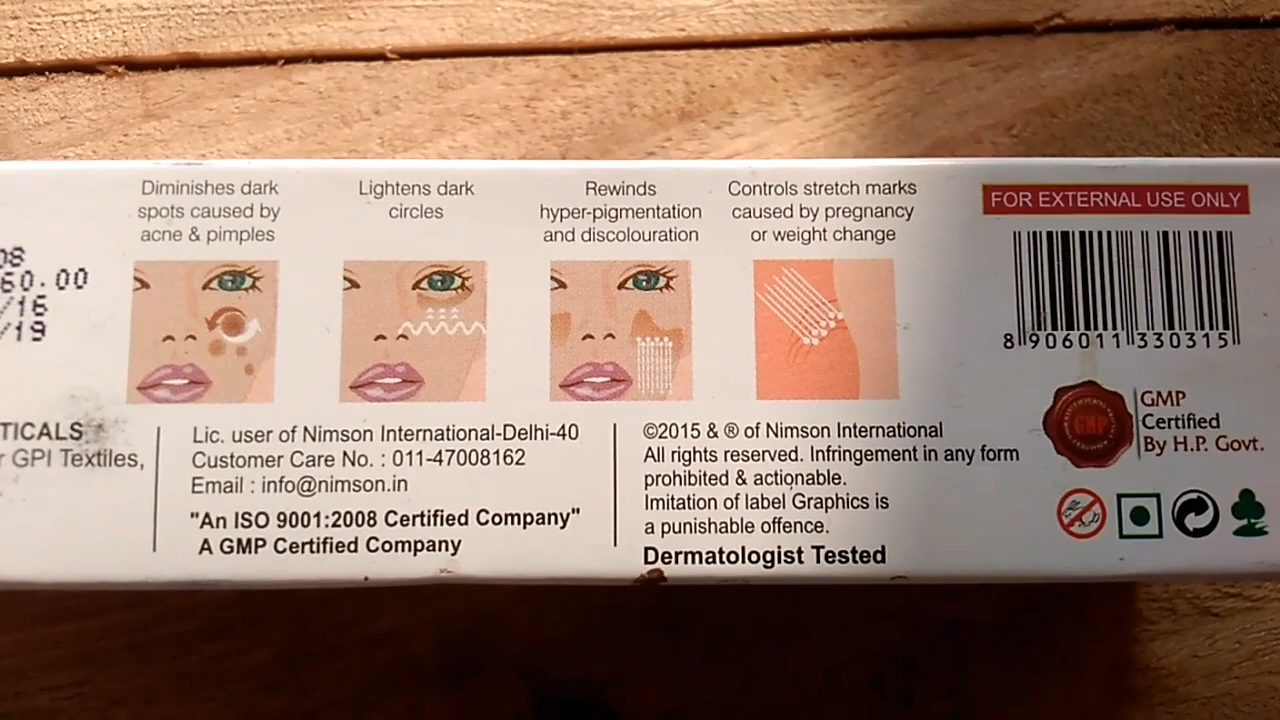 Diminishes dark
spots caused by
acne & pimples
Lightens dark
circles
Rewinds
hyper-pigmentation
and discolouration
Controls stretch marks
caused by pregnancy
or weight change
FOR EXTERNAL USE ONLY
08
60.00
/16
/19
8 906011 330315
GMP
GMP
Certified
By H.P. Govt.
TICALS
r GPI Textiles,
Lic. user of Nimson International-Delhi-40
Customer Care No. : 011-47008162
Email : info@nimson.in
"An ISO 9001:2008 Certified Company"
A GMP Certified Company
©2015 & ® of Nimson International
All rights reserved. Infringement in any form
prohibited & actionable.
Imitation of label Graphics is
a punishable offence.
Dermatologist Tested